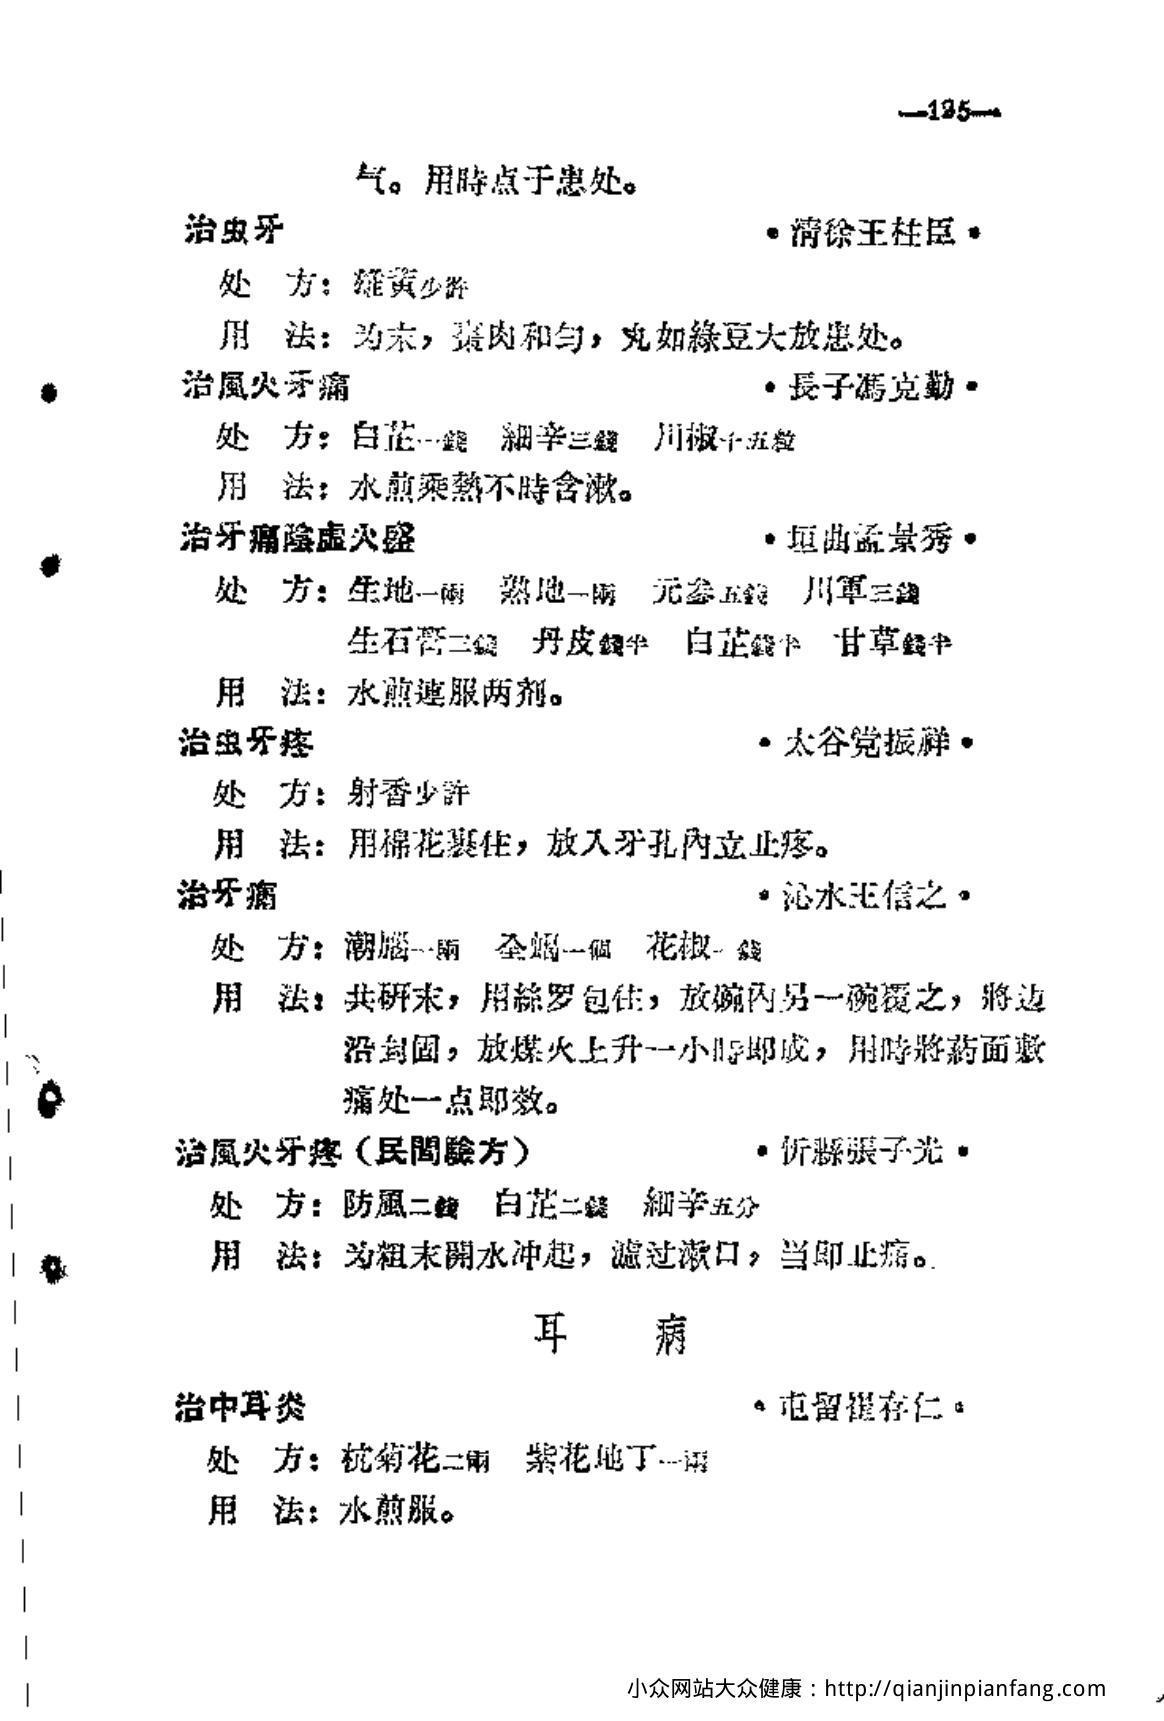 —195—
气。用時点于患处。
治虫牙 •清徐王柱臣•
处 方：雄黃少許
用 法：为末，棗肉和匀，丸如綠豆大放患处。
治風火牙痛 •長子馮克勤•
处 方：白芷一錢 細辛三錢 川椒十五粒
用 法：水煎乘熱不時含漱。
治牙痛陰虛火盛 •垣曲孟景秀•
处 方：生地一兩 熟地一兩 元参五錢 川軍三錢
生石膏三錢 丹皮錢半 白芷錢半 甘草錢半
用 法：水煎連服两剂。
治虫牙疼 •太谷党振祥•
处 方：射香少許
用 法：用棉花裹住，放入牙孔內立止疼。
治牙痛 •沁水王信之•
处 方：潮腦一兩 全蝎一個 花椒一錢
用 法：共研末，用絲罗包住，放碗內另一碗覆之，將边
沿封固，放煤火上升一小時即成，用時將葯面敷
痛处一点即效。
治風火牙疼（民間驗方） •忻縣張子光•
处 方：防風二錢 白芷二錢 細辛五分
用 法：为粗末開水冲起，濾过漱口，当即止痛。
耳 病
治中耳炎 •屯留崔存仁•
处 方：杭菊花二兩 紫花地丁一兩
用 法：水煎服。
小众网站大众健康：http://qianjinpianfang.com